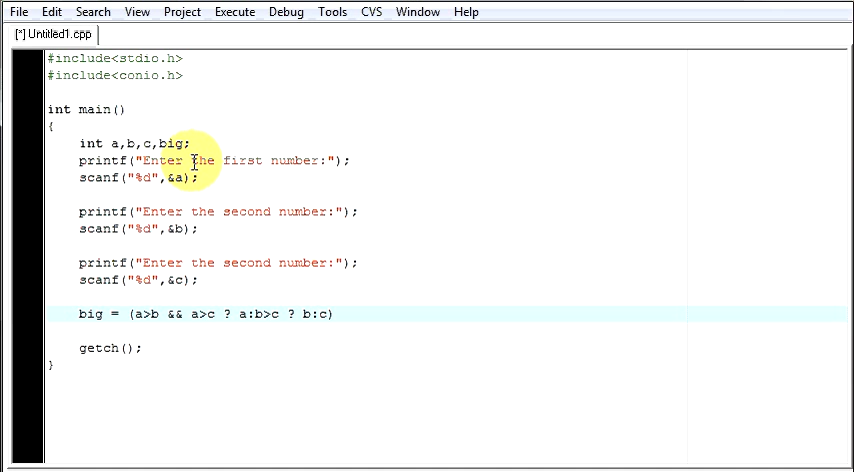 File Edit Search View Project Execute Debug Tools CVS Window Help
[*] Untitled1.cpp
#include<stdio.h>
#include<conio.h>
int main()
{
int a,b,c,big;
printf("Enter the first number:");
scanf("%d",&a);
printf("Enter the second number:");
scanf("%d",&b);
printf("Enter the second number:");
scanf("%d",&c);
big = (a>b && a>c ? a:b>c ? b:c)
getch();
}